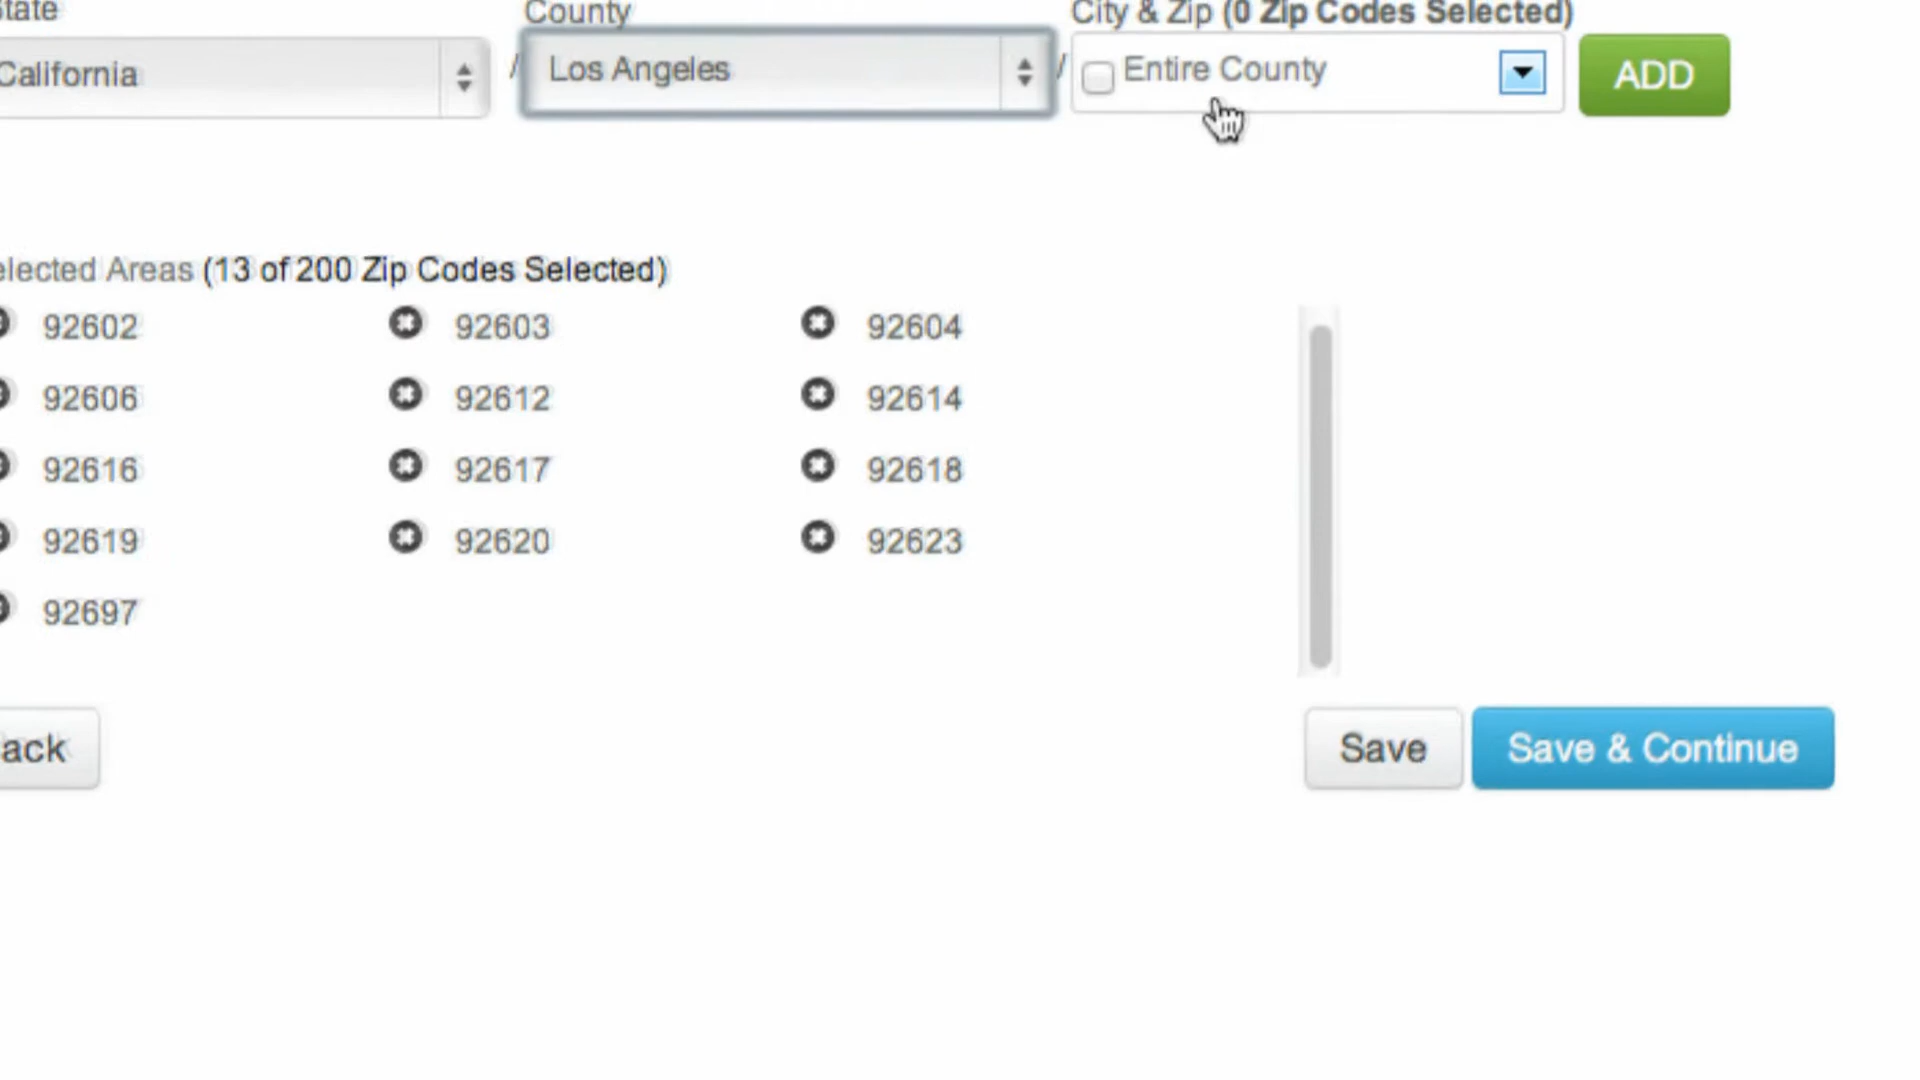 State County City & Zip (0 Zip Codes Selected)
California / Los Angeles / Entire County ADD
elected Areas (13 of 200 Zip Codes Selected)
92602 92603 92604
92606 92612 92614
92616 92617 92618
92619 92620 92623
92697
ack Save Save & Continue